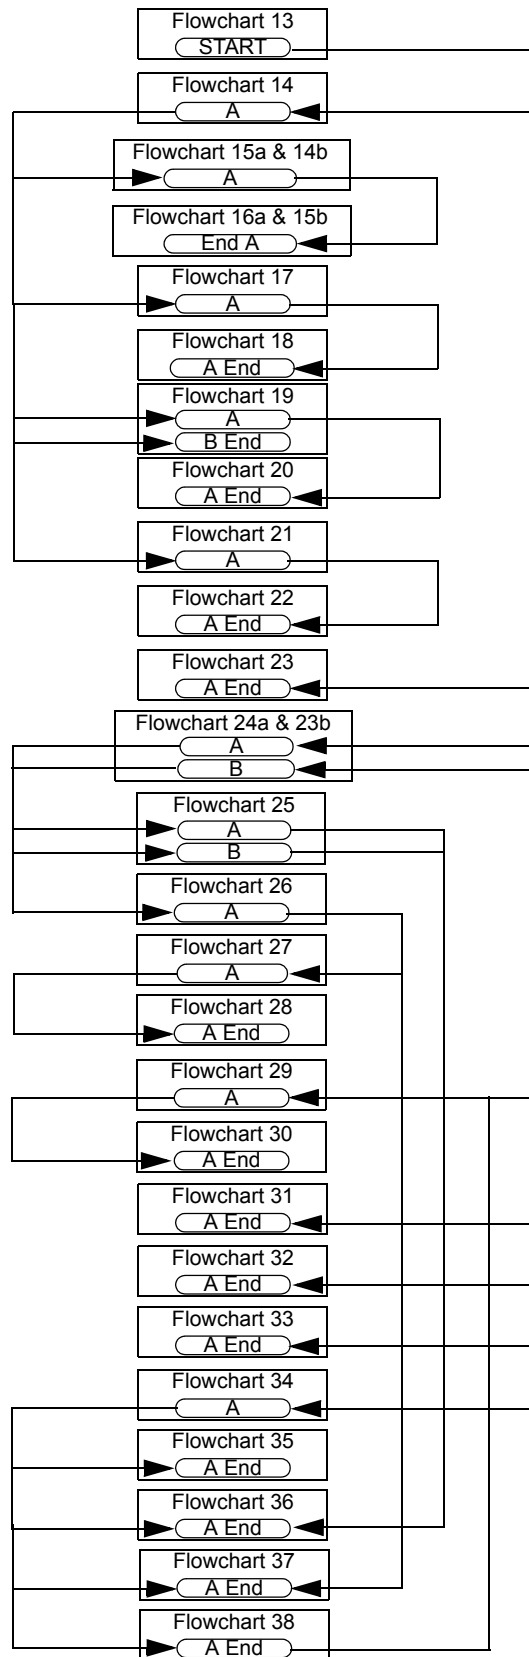 Flowchart 13
START
Flowchart 14
A
Flowchart 15a & 14b
A
Flowchart 16a & 15b
End A
Flowchart 17
A
Flowchart 18
A End
Flowchart 19
A
B End
Flowchart 20
A End
Flowchart 21
A
Flowchart 22
A End
Flowchart 23
A End
Flowchart 24a & 23b
A
B
Flowchart 25
A
B
Flowchart 26
A
Flowchart 27
A
Flowchart 28
A End
Flowchart 29
A
Flowchart 30
A End
Flowchart 31
A End
Flowchart 32
A End
Flowchart 33
A End
Flowchart 34
A
Flowchart 35
A End
Flowchart 36
A End
Flowchart 37
A End
Flowchart 38
A End